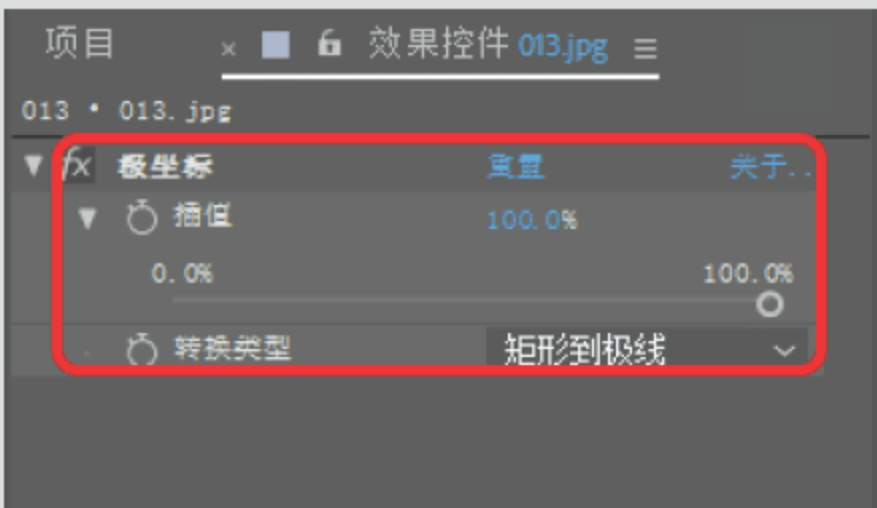 项目 × 效果控件 013.jpg ≡
013 • 013.jpg
fx 极坐标 重置 关于..
插值 100.0%
0.0% 100.0%
转换类型 矩形到极线